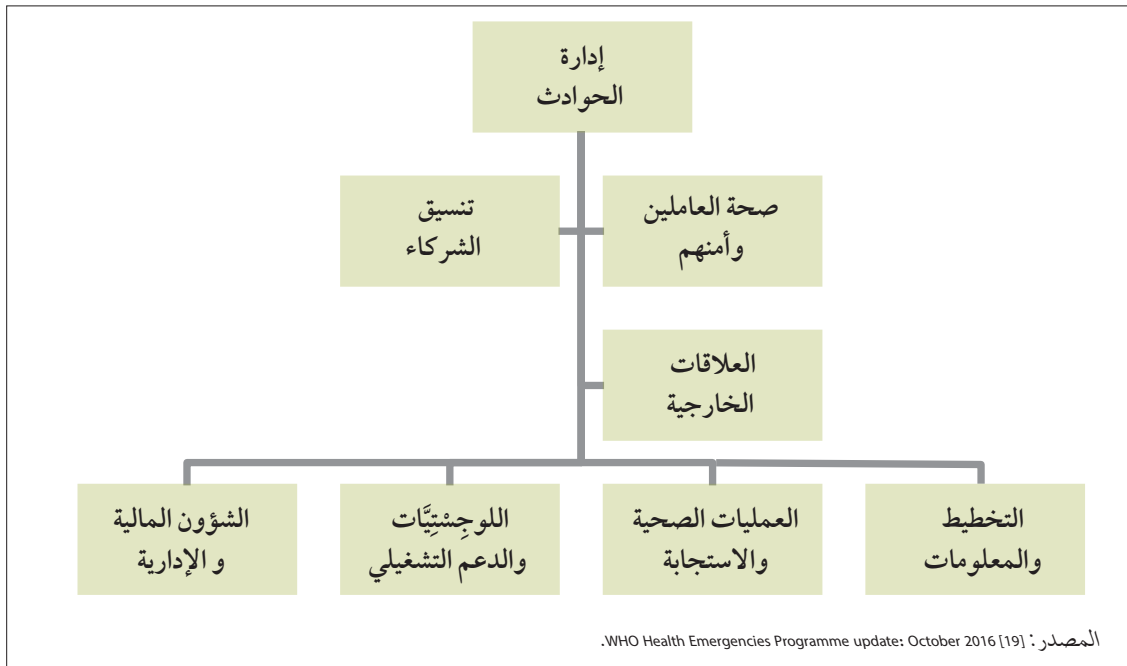 إدارة
الحوادث
صحة العاملين
وأمنهم
تنسيق
الشركاء
العلاقات
الخارجية
التخطيط
والمعلومات
العمليات الصحية
والاستجابة
اللوجِسْتِيَّات
والدعم التشغيلي
الشؤون المالية
و الإدارية
المصدر: WHO Health Emergencies Programme update: October 2016 [19].